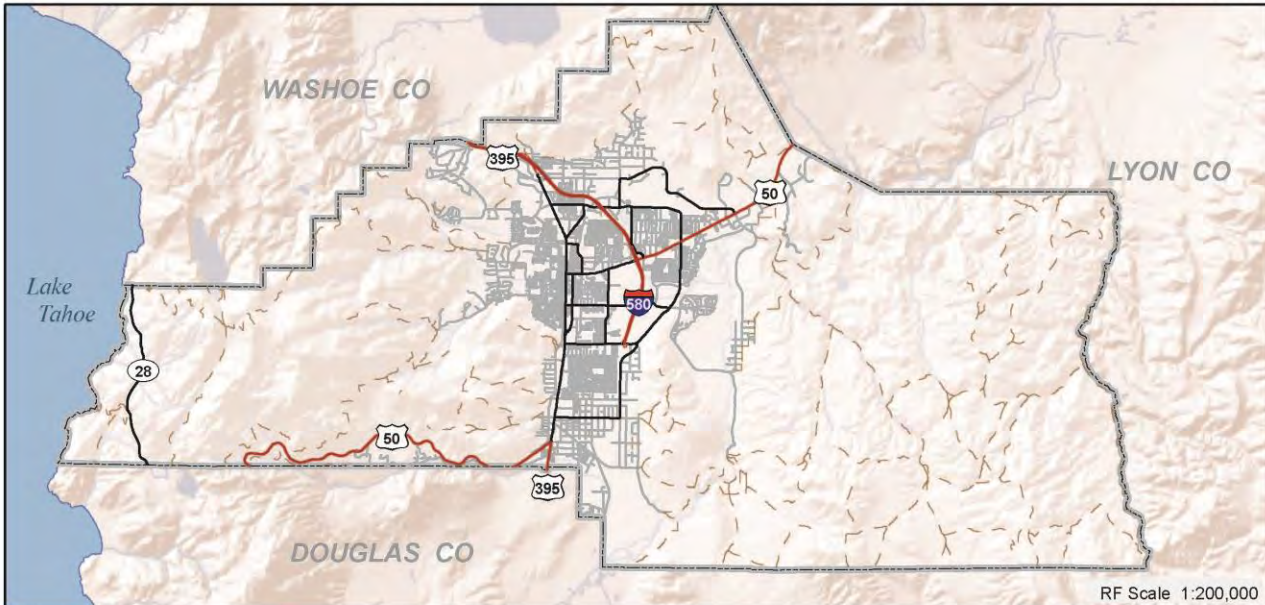 WASHOE CO
395
50
LYON CO
Lake
Tahoe
580
28
50
395
DOUGLAS CO
RF Scale 1:200,000